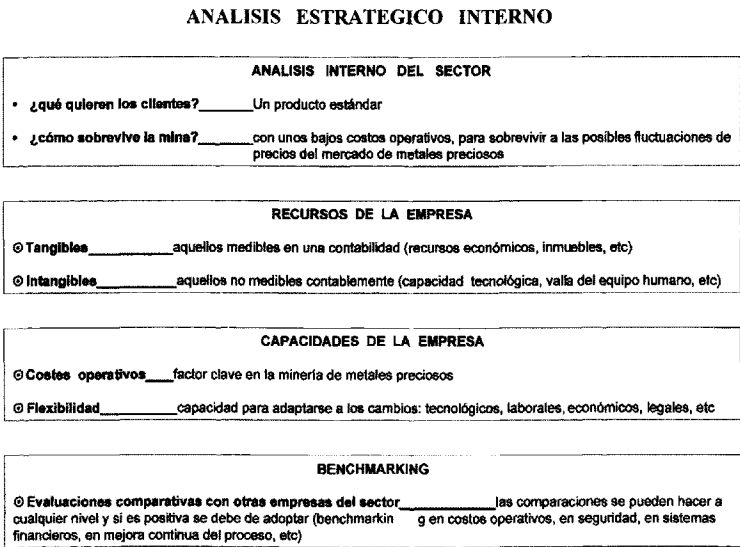 ANALISIS ESTRATEGICO INTERNO
ANALISIS INTERNO DEL SECTOR
• ¿qué quieren los clientes?_______Un producto estándar
• ¿cómo sobrevive la mina?_______con unos bajos costos operativos, para sobrevivir a las posibles fluctuaciones de
precios del mercado de metales preciosos
RECURSOS DE LA EMPRESA
⊙ Tangibles___________aquellos medibles en una contabilidad (recursos económicos, inmuebles, etc)
⊙ Intangibles__________aquellos no medibles contablemente (capacidad tecnológica, valía del equipo humano, etc)
CAPACIDADES DE LA EMPRESA
⊙ Costes operativos___factor clave en la minería de metales preciosos
⊙ Flexibilidad__________capacidad para adaptarse a los cambios: tecnológicos, laborales, económicos, legales, etc
BENCHMARKING
⊙ Evaluaciones comparativas con otras empresas del sector____________las comparaciones se pueden hacer a
cualquier nivel y si es positiva se debe de adoptar (benchmarkin g en costos operativos, en seguridad, en sistemas
financieros, en mejora continua del proceso, etc)